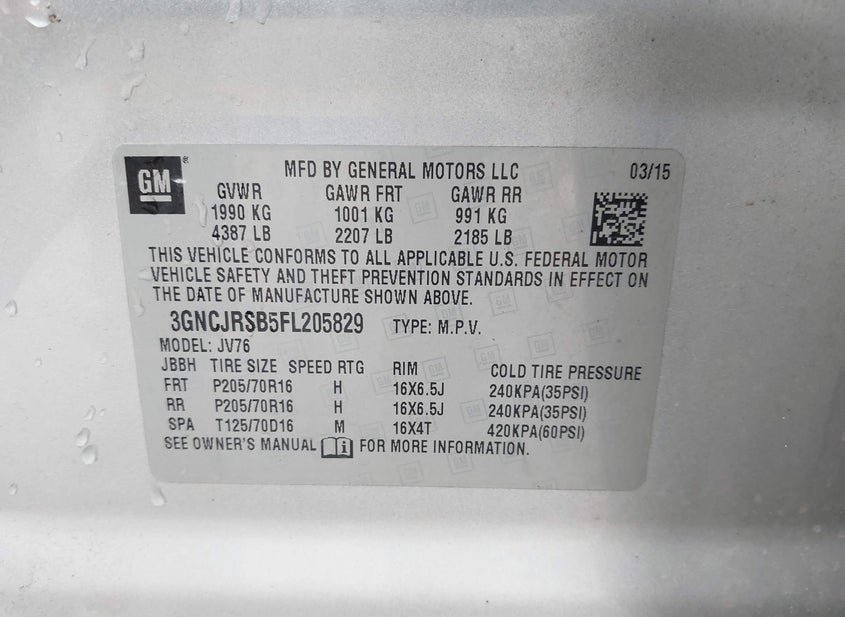 GM ® MFD BY GENERAL MOTORS LLC 03/15
GVWR GAWR FRT GAWR RR
1990 KG 1001 KG 991 KG
4387 LB 2207 LB 2185 LB
THIS VEHICLE CONFORMS TO ALL APPLICABLE U.S. FEDERAL MOTOR
VEHICLE SAFETY AND THEFT PREVENTION STANDARDS IN EFFECT ON
THE DATE OF MANUFACTURE SHOWN ABOVE.
3GNCJRSB5FL205829 TYPE: M.P.V.
MODEL: JV76
JBBH TIRE SIZE SPEED RTG RIM COLD TIRE PRESSURE
FRT P205/70R16 H 16X6.5J 240KPA(35PSI)
RR P205/70R16 H 16X6.5J 240KPA(35PSI)
SPA T125/70D16 M 16X4T 420KPA(60PSI)
SEE OWNER'S MANUAL i FOR MORE INFORMATION.